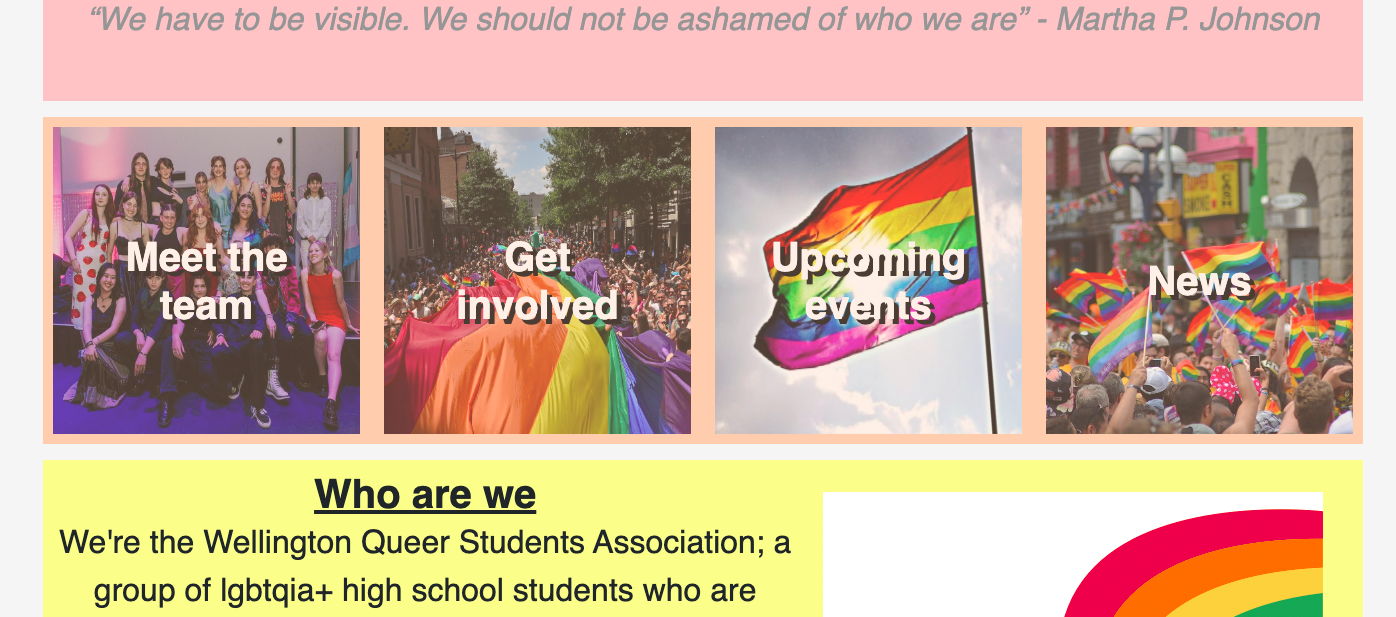 “We have to be visible. We should not be ashamed of who we are” - Martha P. Johnson
Meet the
team
Get
involved
Upcoming
events
News
CASH
Who are we
We're the Wellington Queer Students Association; a
group of lgbtqia+ high school students who are